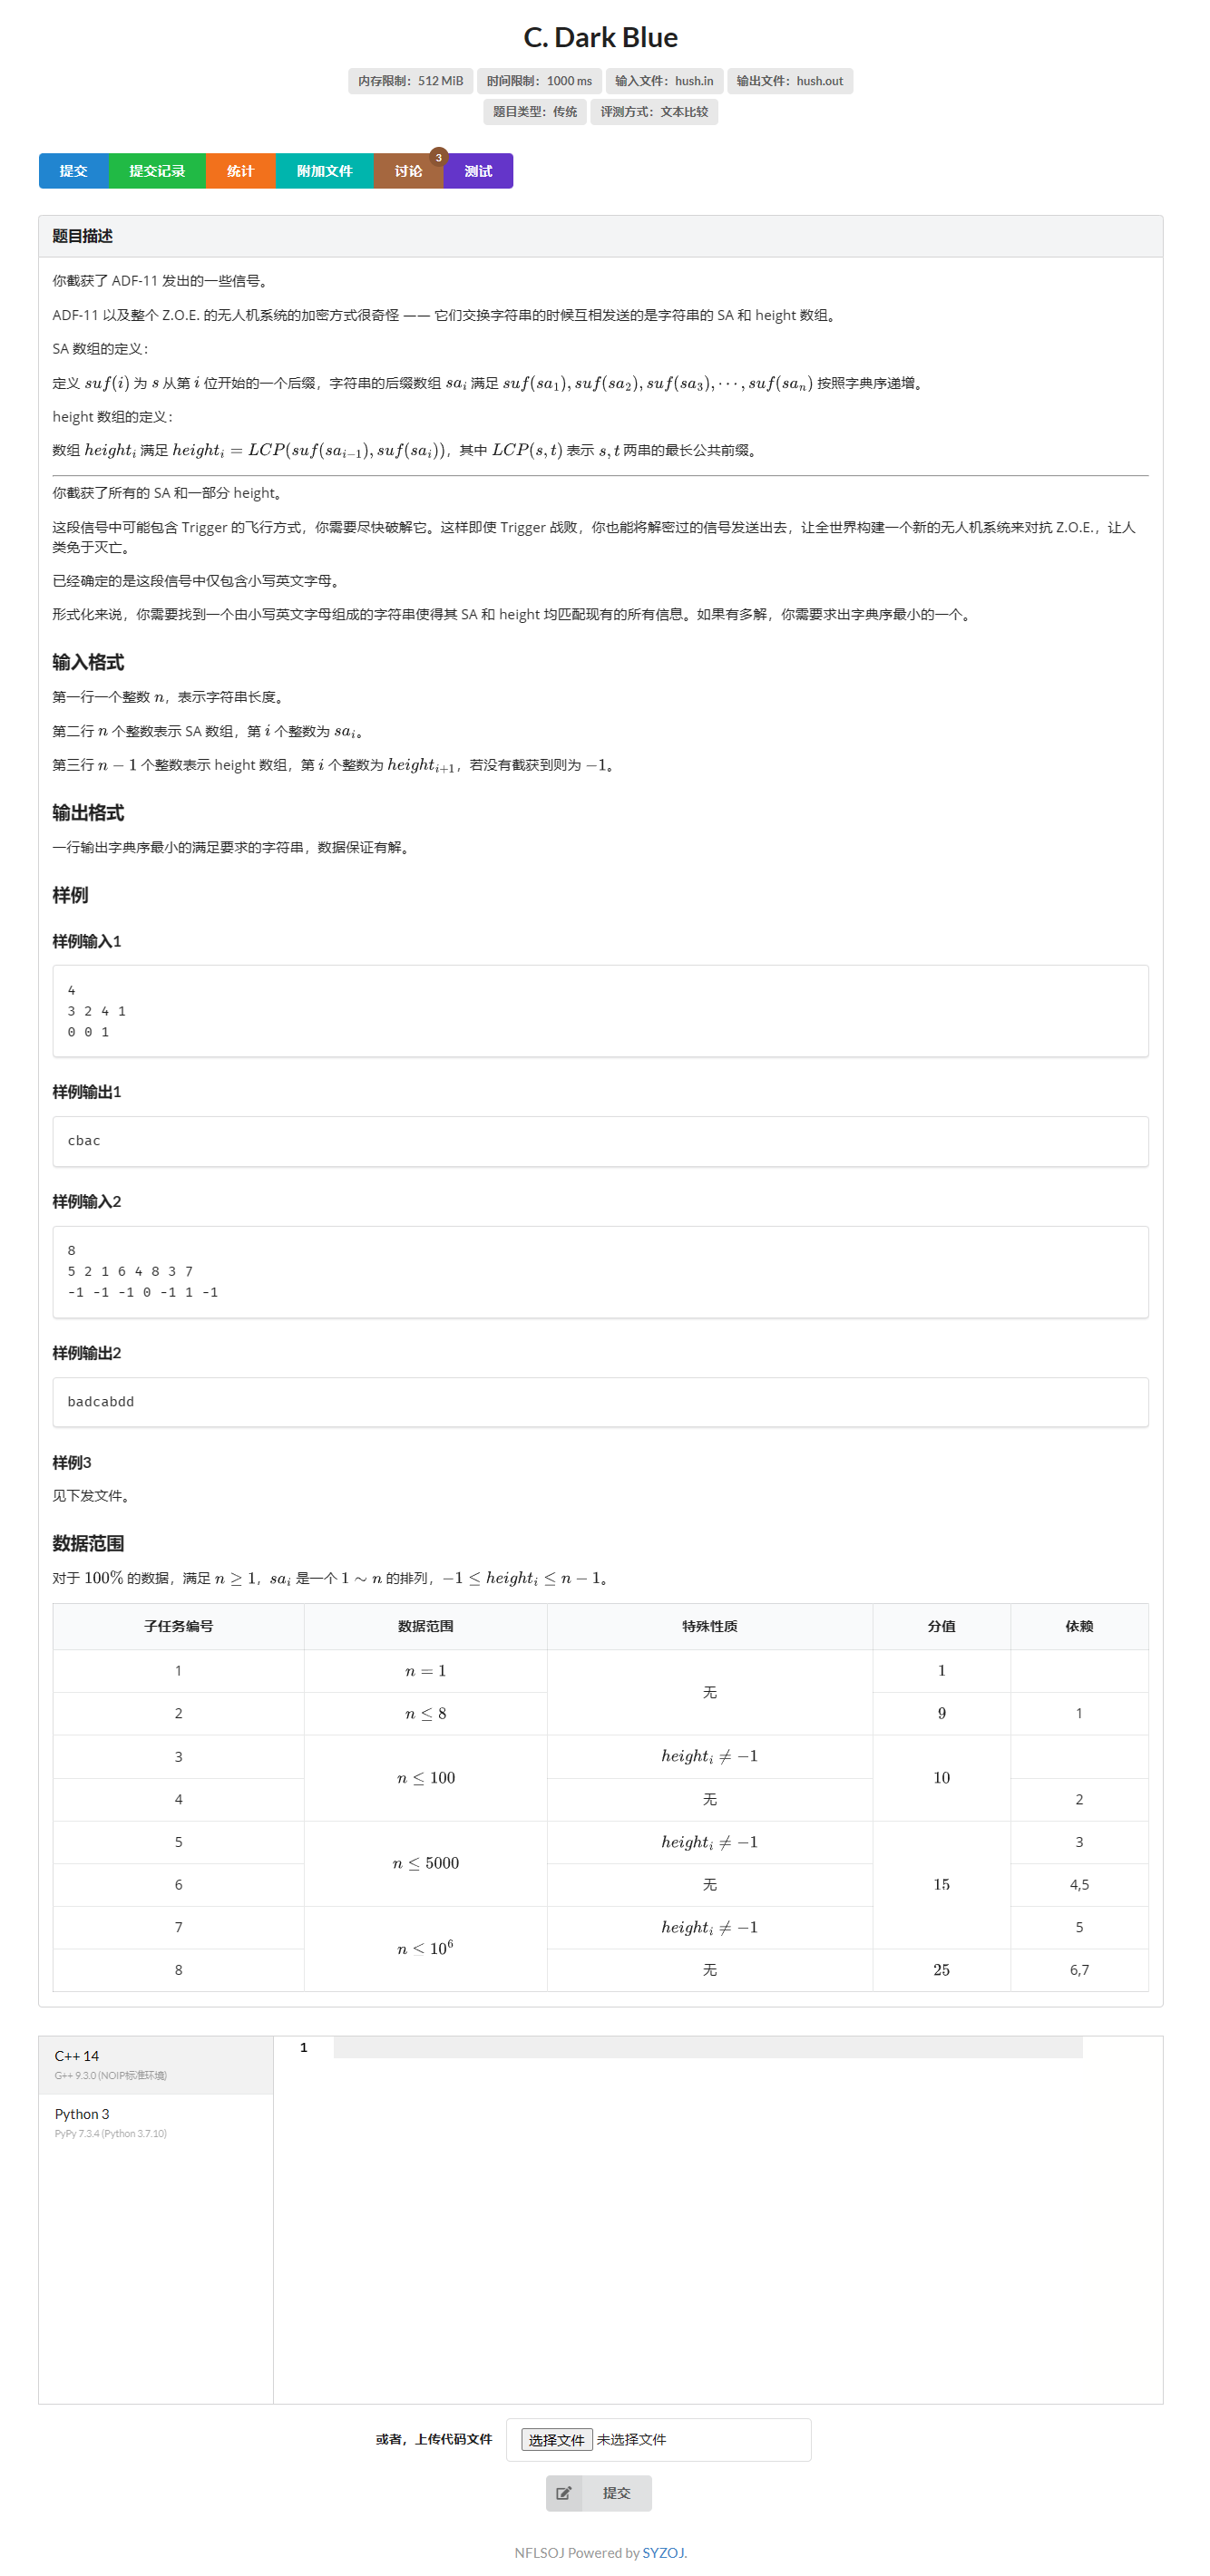 C. Dark Blue
内存限制：512 MiB 时间限制：1000 ms 输入文件：hush.in 输出文件：hush.out
题目类型：传统 评测方式：文本比较
提交 提交记录 统计 附加文件 讨论 3 测试
题目描述
你截获了 ADF-11 发出的一些信号。
ADF-11 以及整个 Z.O.E. 的无人机系统的加密方式很奇怪 —— 它们交换字符串的时候互相发送的是字符串的 SA 和 height 数组。
SA 数组的定义：
定义 suf(i) 为 s 从第 i 位开始的一个后缀，字符串的后缀数组 sa_i 满足 suf(sa_1), suf(sa_2), suf(sa_3), ⋯, suf(sa_n) 按照字典序递增。
height 数组的定义：
数组 height_i 满足 height_i = LCP(suf(sa_{i−1}), suf(sa_i))，其中 LCP(s, t) 表示 s, t 两串的最长公共前缀。
你截获了所有的 SA 和一部分 height。
这段信号中可能包含 Trigger 的飞行方式，你需要尽快破解它。这样即使 Trigger 战败，你也能将解密过的信号发送出去，让全世界构建一个新的无人机系统来对抗 Z.O.E.，让人
类免于灭亡。
已经确定的是这段信号中仅包含小写英文字母。
形式化来说，你需要找到一个由小写英文字母组成的字符串使得其 SA 和 height 均匹配现有的所有信息。如果有多解，你需要求出字典序最小的一个。
输入格式
第一行一个整数 n，表示字符串长度。
第二行 n 个整数表示 SA 数组，第 i 个整数为 sa_i。
第三行 n − 1 个整数表示 height 数组，第 i 个整数为 height_{i+1}，若没有截获到则为 −1。
输出格式
一行输出字典序最小的满足要求的字符串，数据保证有解。
样例
样例输入1
4
3 2 4 1
0 0 1
样例输出1
cbac
样例输入2
8
5 2 1 6 4 8 3 7
-1 -1 -1 0 -1 1 -1
样例输出2
badcabdd
样例3
见下发文件。
数据范围
对于 100% 的数据，满足 n ≥ 1，sa_i 是一个 1 ∼ n 的排列，−1 ≤ height_i ≤ n − 1。
子任务编号 数据范围 特殊性质 分值 依赖
1 n = 1 无 1
2 n ≤ 8 9 1
3 n ≤ 100 height_i ≠ −1 10
4 无 2
5 n ≤ 5000 height_i ≠ −1 15 3
6 无 4,5
7 n ≤ 10^6 height_i ≠ −1 5
8 无 25 6,7
C++ 14
G++ 9.3.0 (NOIP标准环境)
Python 3
PyPy 7.3.4 (Python 3.7.10)
1
或者，上传代码文件 选择文件 未选择文件
提交
NFLSOJ Powered by SYZOJ.